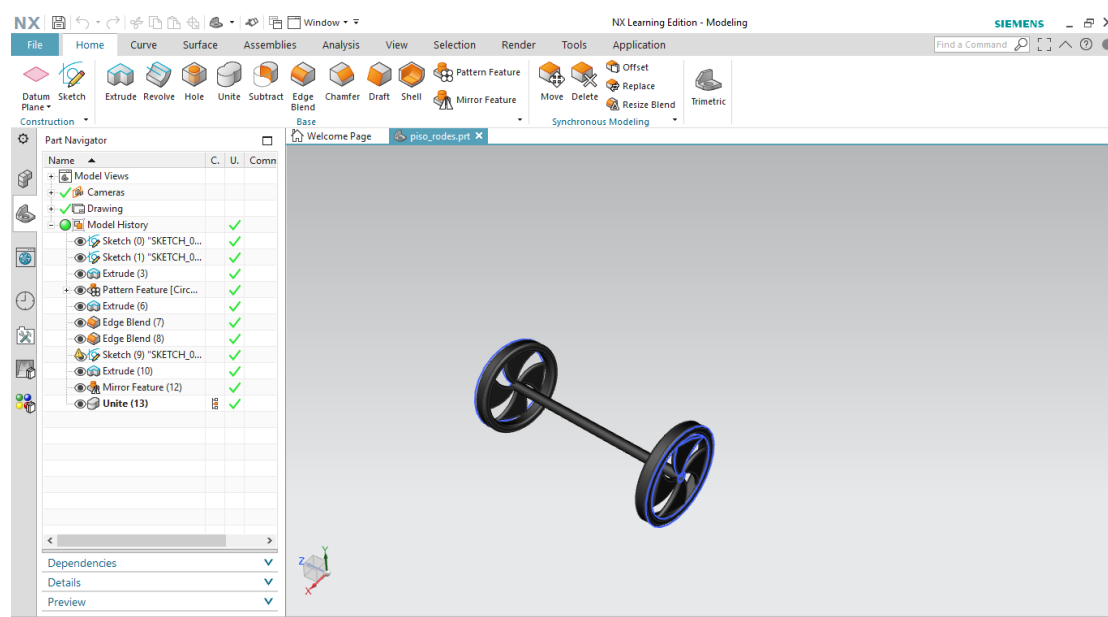 NX Window NX Learning Edition - Modeling SIEMENS
File Home Curve Surface Assemblies Analysis View Selection Render Tools Application Find a Command
Datum Plane Sketch Extrude Revolve Hole Unite Subtract Edge Blend Chamfer Draft Shell Pattern Feature Mirror Feature Move Delete Offset Replace Resize Blend Trimetric
Construction Base Synchronous Modeling
Part Navigator Welcome Page piso_rodes.prt
Name C. U. Comn
Model Views
Cameras
Drawing
Model History
Sketch (0) "SKETCH_0...
Sketch (1) "SKETCH_0...
Extrude (3)
Pattern Feature [Circ...
Extrude (6)
Edge Blend (7)
Edge Blend (8)
Sketch (9) "SKETCH_0...
Extrude (10)
Mirror Feature (12)
Unite (13)
Dependencies
Details
Preview
Z Y X